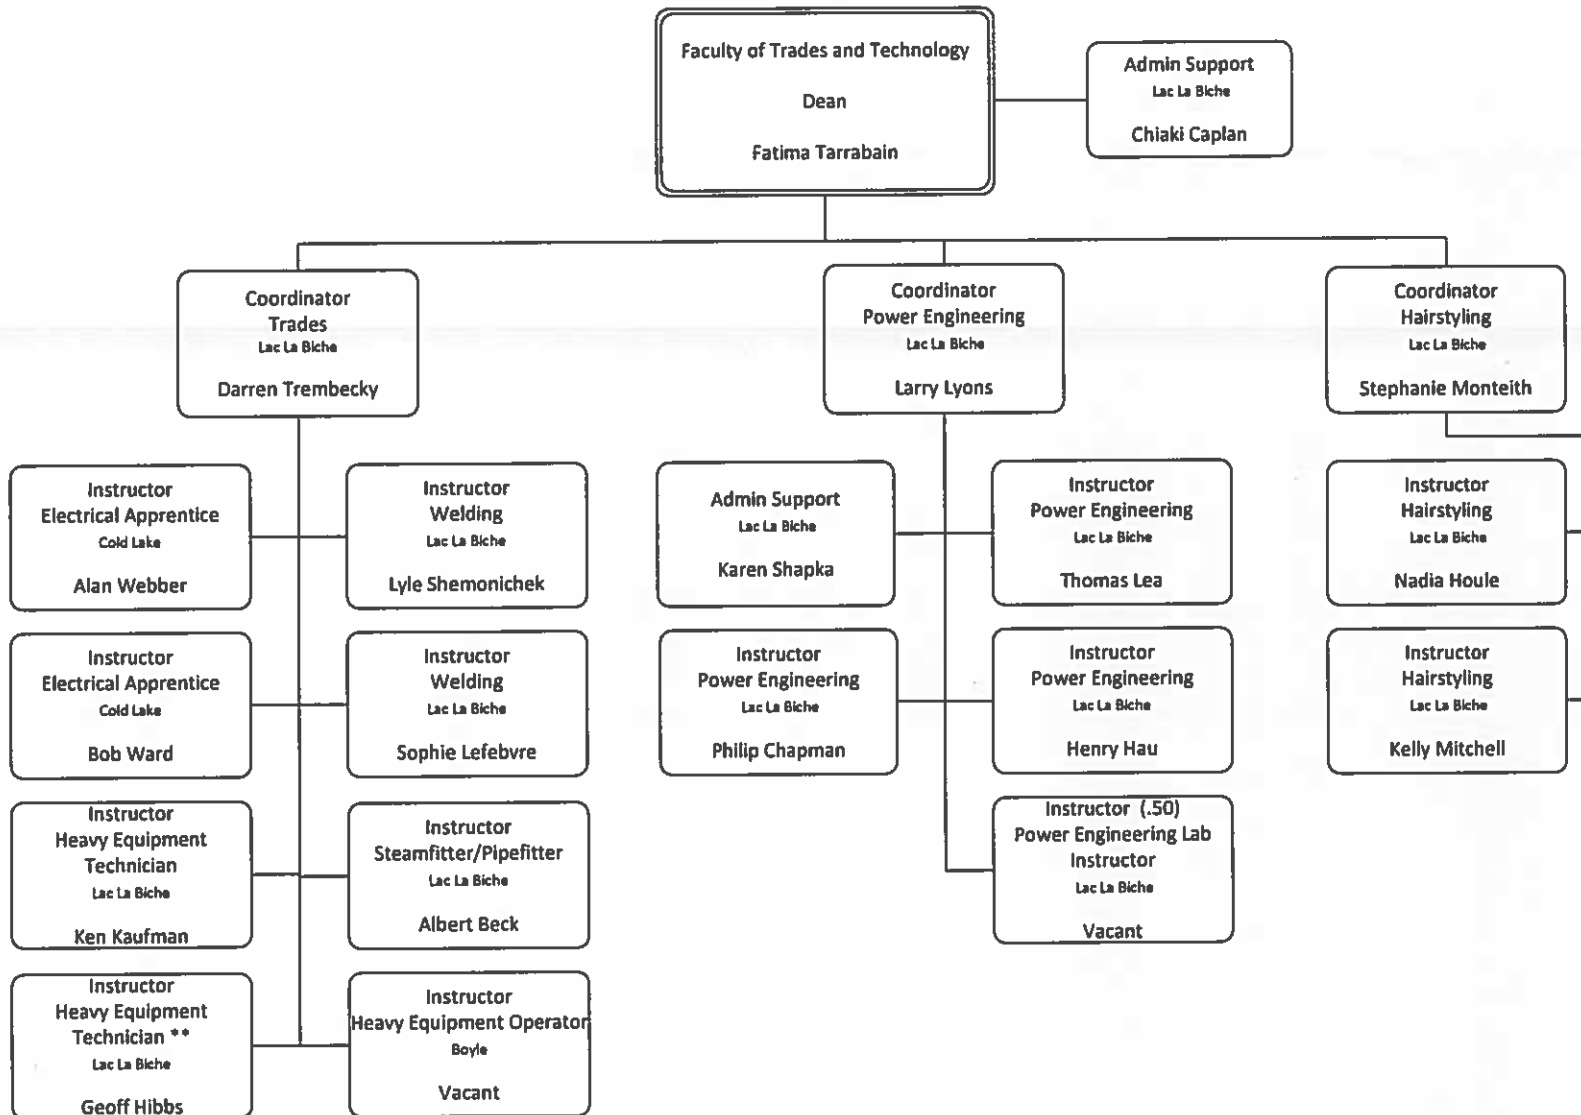 Faculty of Trades and Technology
Dean
Fatima Tarrabain
Admin Support
Lac La Biche
Chiaki Caplan
Coordinator
Trades
Lac La Biche
Darren Trembecky
Coordinator
Power Engineering
Lac La Biche
Larry Lyons
Coordinator
Hairstyling
Lac La Biche
Stephanie Monteith
Instructor
Electrical Apprentice
Cold Lake
Alan Webber
Instructor
Welding
Lac La Biche
Lyle Shemonichek
Admin Support
Lac La Biche
Karen Shapka
Instructor
Power Engineering
Lac La Biche
Thomas Lea
Instructor
Hairstyling
Lac La Biche
Nadia Houle
Instructor
Electrical Apprentice
Cold Lake
Bob Ward
Instructor
Welding
Lac La Biche
Sophie Lefebvre
Instructor
Power Engineering
Lac La Biche
Philip Chapman
Instructor
Power Engineering
Lac La Biche
Henry Hau
Instructor
Hairstyling
Lac La Biche
Kelly Mitchell
Instructor
Heavy Equipment
Technician
Lac La Biche
Ken Kaufman
Instructor
Steamfitter/Pipefitter
Lac La Biche
Albert Beck
Instructor (.50)
Power Engineering Lab
Instructor
Lac La Biche
Vacant
Instructor
Heavy Equipment
Technician **
Lac La Biche
Geoff Hibbs
Instructor
Heavy Equipment Operator
Boyle
Vacant